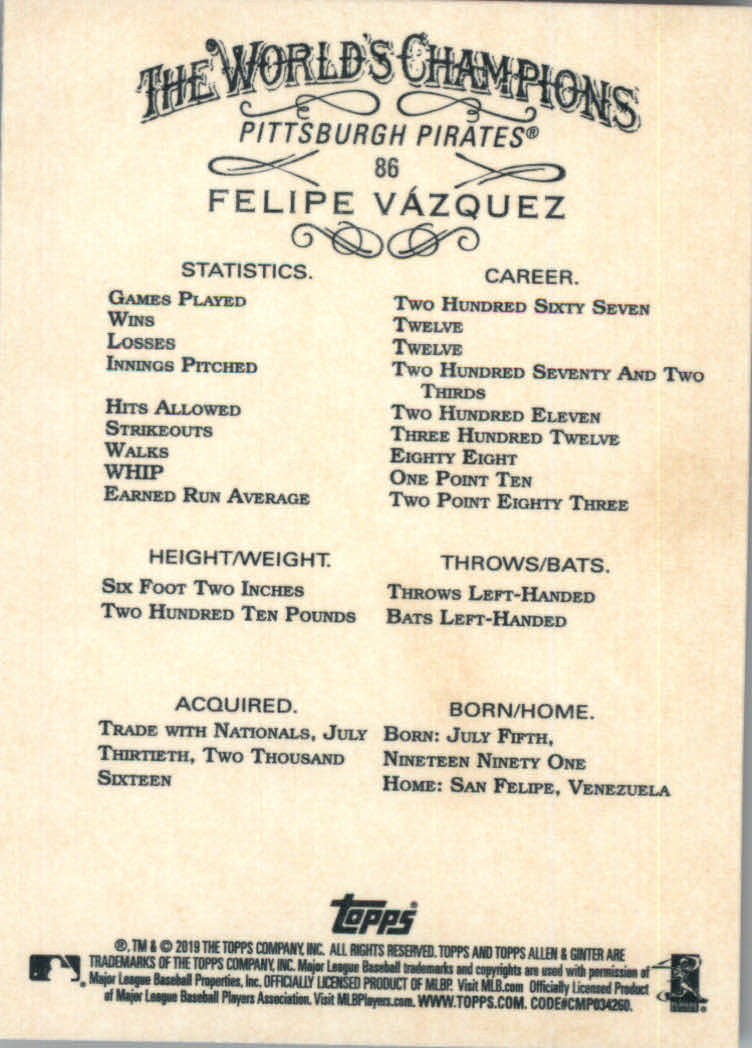 THE WORLD'S CHAMPIONS
PITTSBURGH PIRATES®
86
FELIPE VÁZQUEZ
STATISTICS.
GAMES PLAYED
WINS
LOSSES
INNINGS PITCHED
HITS ALLOWED
STRIKEOUTS
WALKS
WHIP
EARNED RUN AVERAGE
CAREER.
TWO HUNDRED SIXTY SEVEN
TWELVE
TWELVE
TWO HUNDRED SEVENTY AND TWO
THIRDS
TWO HUNDRED ELEVEN
THREE HUNDRED TWELVE
EIGHTY EIGHT
ONE POINT TEN
TWO POINT EIGHTY THREE
HEIGHT/WEIGHT.
SIX FOOT TWO INCHES
TWO HUNDRED TEN POUNDS
THROWS/BATS.
THROWS LEFT-HANDED
BATS LEFT-HANDED
ACQUIRED.
TRADE WITH NATIONALS, JULY
THIRTIETH, TWO THOUSAND
SIXTEEN
BORN/HOME.
BORN: JULY FIFTH,
NINETEEN NINETY ONE
HOME: SAN FELIPE, VENEZUELA
Topps®
®, TM & © 2019 THE TOPPS COMPANY, INC. ALL RIGHTS RESERVED. TOPPS AND TOPPS ALLEN & GINTER ARE
TRADEMARKS OF THE TOPPS COMPANY, INC. Major League Baseball trademarks and copyrights are used with permission of
Major League Baseball Properties, Inc. OFFICIALLY LICENSED PRODUCT OF MLBP. Visit MLB.com Officially Licensed Product
of Major League Baseball Players Association. Visit MLBPlayers.com. WWW.TOPPS.COM. CODE#CMP034260.